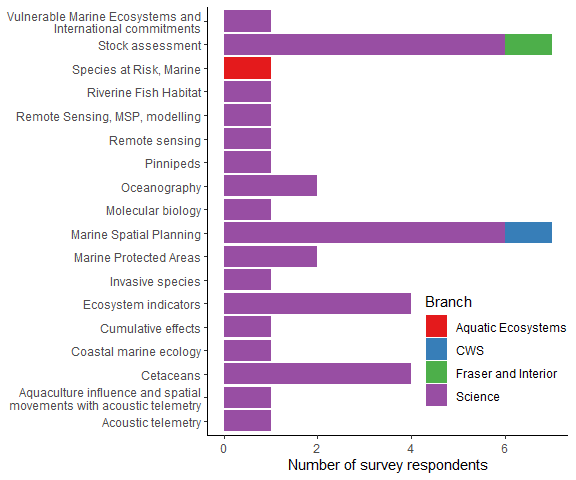 Vulnerable Marine Ecosystems and
International commitments
Stock assessment
Species at Risk, Marine
Riverine Fish Habitat
Remote Sensing, MSP, modelling
Remote sensing
Pinnipeds
Oceanography
Molecular biology
Marine Spatial Planning
Marine Protected Areas
Invasive species
Ecosystem indicators
Cumulative effects
Coastal marine ecology
Cetaceans
Aquaculture influence and spatial
movements with acoustic telemetry
Acoustic telemetry
Branch
Aquatic Ecosystems
CWS
Fraser and Interior
Science
0 2 4 6
Number of survey respondents